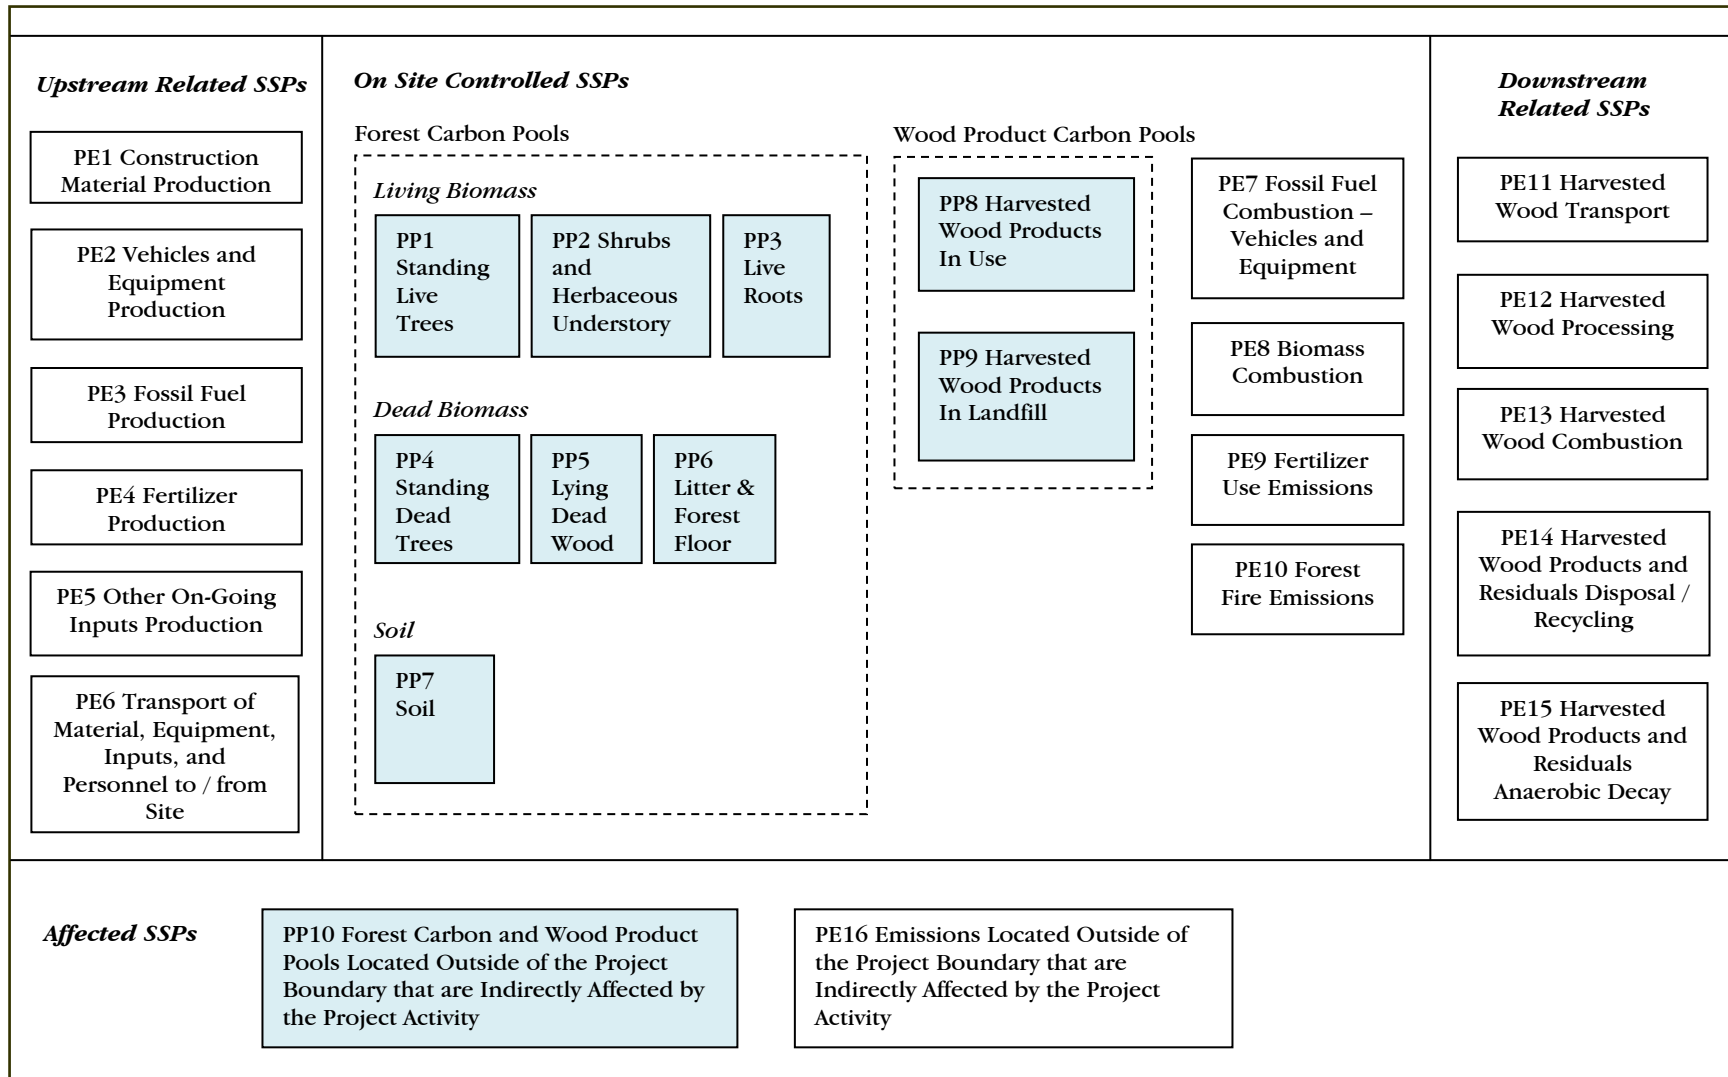 Upstream Related SSPs
PE1 Construction
Material Production
PE2 Vehicles and
Equipment
Production
PE3 Fossil Fuel
Production
PE4 Fertilizer
Production
PE5 Other On-Going
Inputs Production
PE6 Transport of
Material, Equipment,
Inputs, and
Personnel to / from
Site
On Site Controlled SSPs
Forest Carbon Pools
Living Biomass
PP1
Standing
Live
Trees
PP2 Shrubs
and
Herbaceous
Understory
PP3
Live
Roots
Dead Biomass
PP4
Standing
Dead
Trees
PP5
Lying
Dead
Wood
PP6
Litter &
Forest
Floor
Soil
PP7
Soil
Wood Product Carbon Pools
PP8 Harvested
Wood Products
In Use
PP9 Harvested
Wood Products
In Landfill
PE7 Fossil Fuel
Combustion –
Vehicles and
Equipment
PE8 Biomass
Combustion
PE9 Fertilizer
Use Emissions
PE10 Forest
Fire Emissions
Downstream
Related SSPs
PE11 Harvested
Wood Transport
PE12 Harvested
Wood Processing
PE13 Harvested
Wood Combustion
PE14 Harvested
Wood Products and
Residuals Disposal /
Recycling
PE15 Harvested
Wood Products and
Residuals
Anaerobic Decay
Affected SSPs
PP10 Forest Carbon and Wood Product
Pools Located Outside of the Project
Boundary that are Indirectly Affected by
the Project Activity
PE16 Emissions Located Outside of
the Project Boundary that are
Indirectly Affected by the Project
Activity